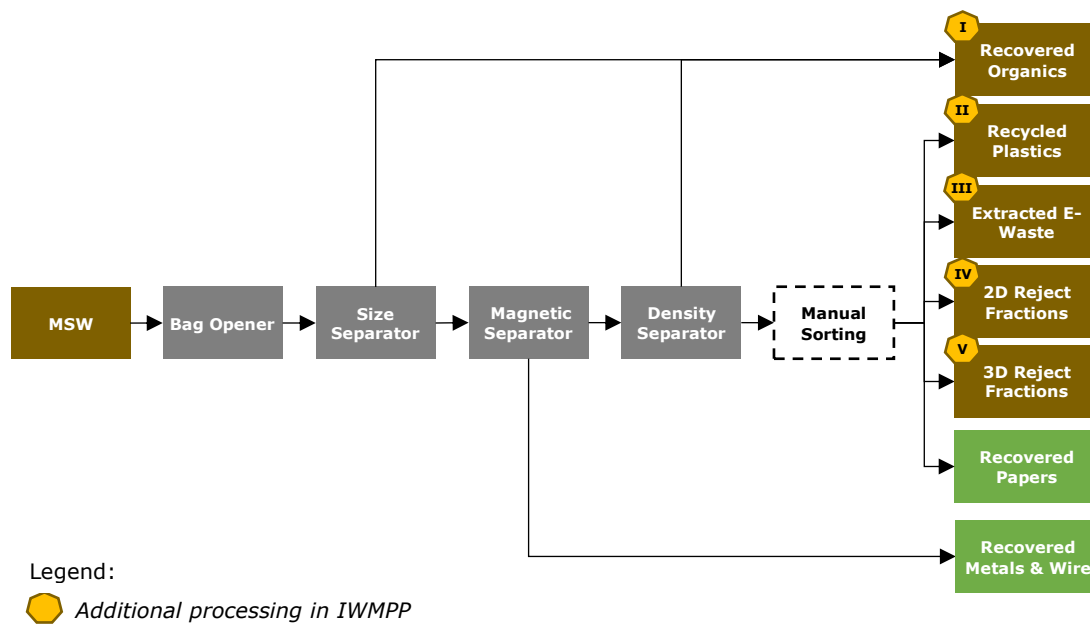 I
Recovered
Organics
II
Recycled
Plastics
III
Extracted E-
Waste
IV
2D Reject
Fractions
V
3D Reject
Fractions
MSW
Bag Opener
Size
Separator
Magnetic
Separator
Density
Separator
Manual
Sorting
Recovered
Papers
Recovered
Metals & Wire
Legend:
Additional processing in IWMPP